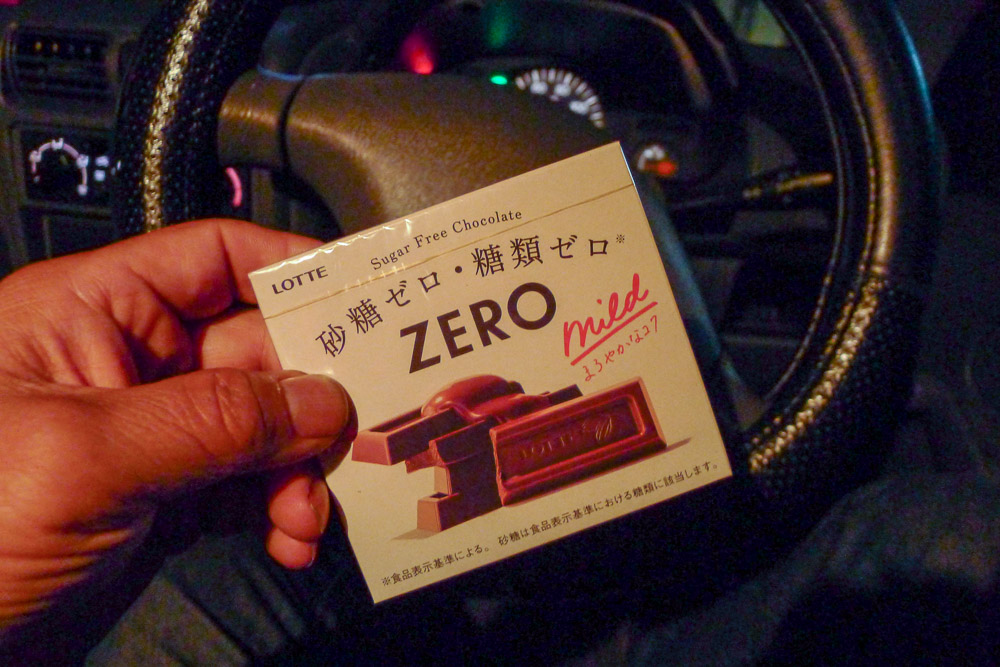 Sugar Free Chocolate
LOTTE
砂糖ゼロ・糖類ゼロ※
ZERO
mild
まろやかなコク
LOTTE
※食品表示基準による。 砂糖は食品表示基準における糖類に該当します。